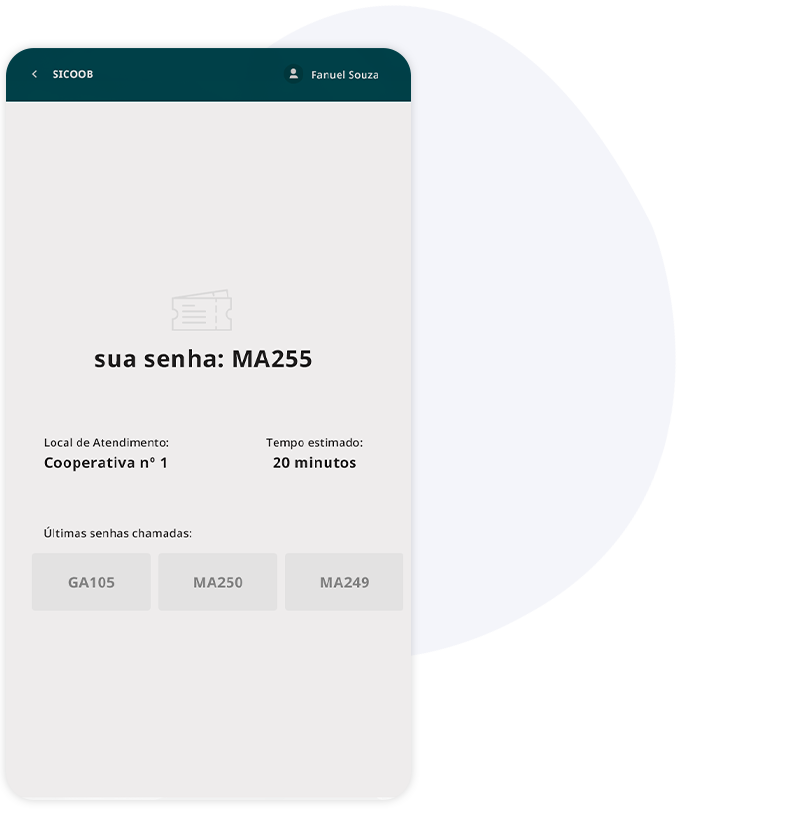 SICOOB
Fanuel Souza
sua senha: MA255
Local de Atendimento:
Cooperativa nº 1
Tempo estimado:
20 minutos
Últimas senhas chamadas:
GA105
MA250
MA249